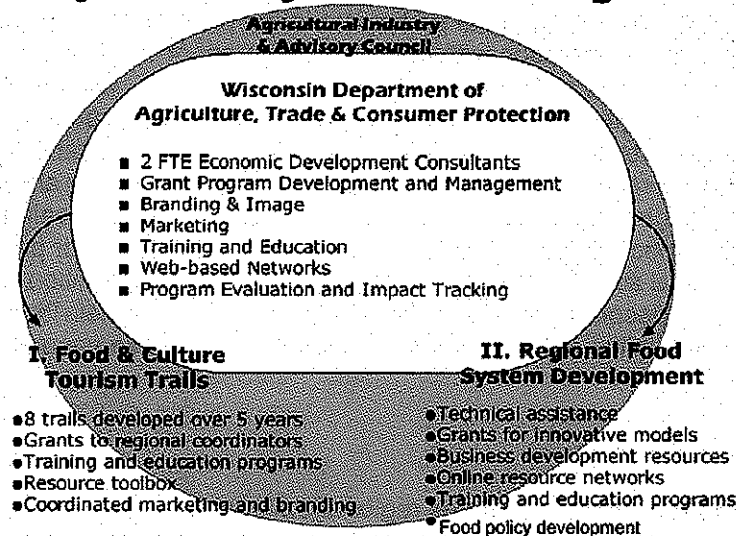 Agricultural Industry
& Advisory Council
Wisconsin Department of
Agriculture, Trade & Consumer Protection
■ 2 FTE Economic Development Consultants
■ Grant Program Development and Management
■ Branding & Image
■ Marketing
■ Training and Education
■ Web-based Networks
■ Program Evaluation and Impact Tracking
I. Food & Culture
Tourism Trails
●8 trails developed over 5 years
●Grants to regional coordinators
●Training and education programs
●Resource toolbox
●Coordinated marketing and branding
II. Regional Food
System Development
●Technical assistance
●Grants for innovative models
●Business development resources
●Online resource networks
●Training and education programs
●Food policy development